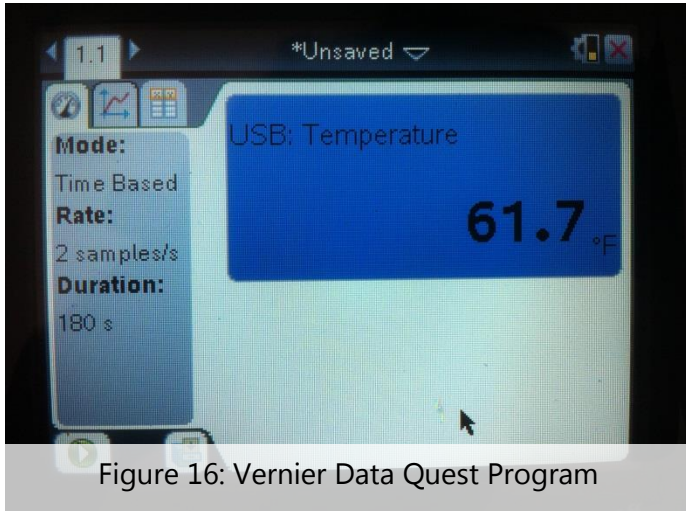 1.1
*Unsaved
Mode:
Time Based
Rate:
2 samples/s
Duration:
180 s
USB: Temperature
61.7 °F
Figure 16: Vernier Data Quest Program